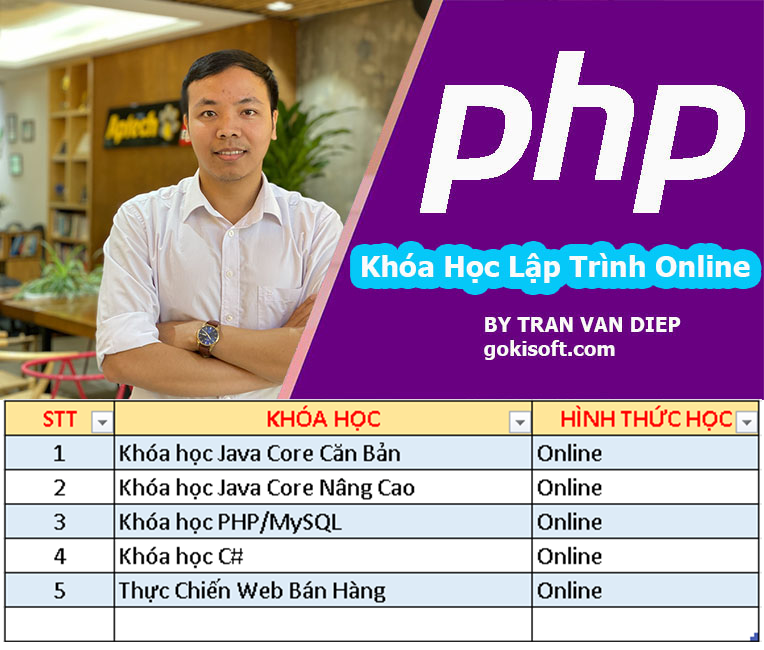 Aptech
php
Khóa Học Lập Trình Online
BY TRAN VAN DIEP
gokisoft.com
STT KHÓA HỌC HÌNH THỨC HỌC
1 Khóa học Java Core Căn Bản Online
2 Khóa học Java Core Nâng Cao Online
3 Khóa học PHP/MySQL Online
4 Khóa học C# Online
5 Thực Chiến Web Bán Hàng Online